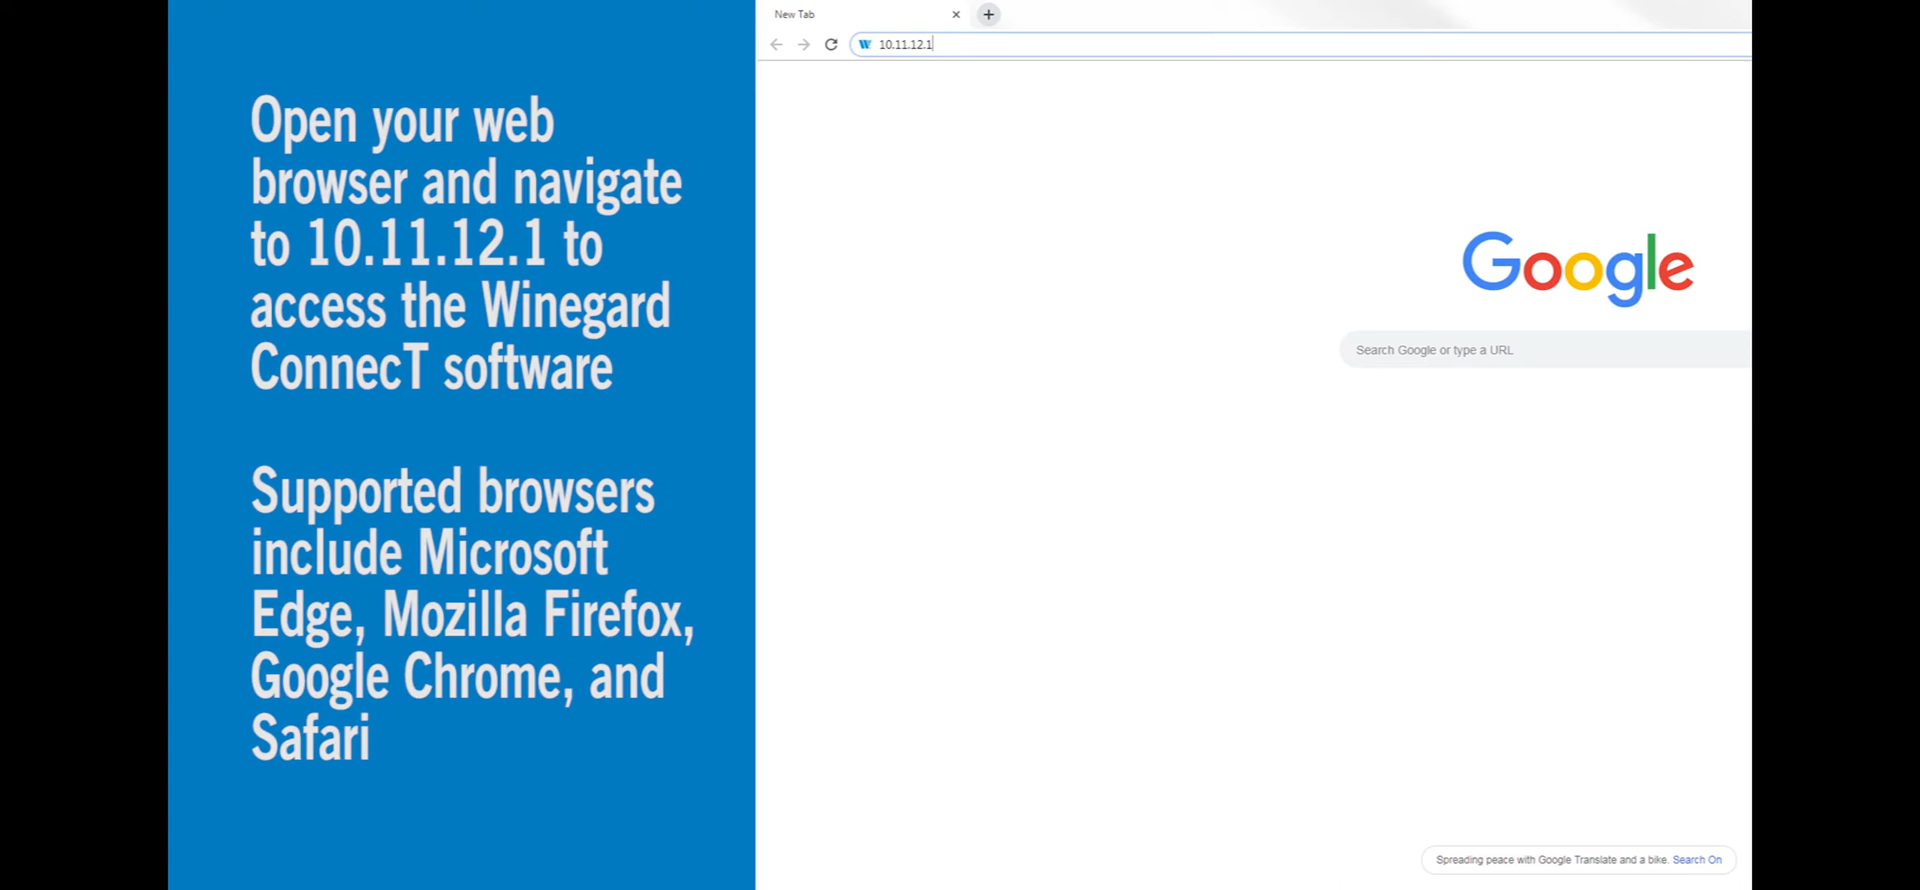 Open your web
browser and navigate
to 10.11.12.1 to
access the Winegard
ConnecT software
Supported browsers
include Microsoft
Edge, Mozilla Firefox,
Google Chrome, and
Safari
New Tab
W 10.11.12.1
Google
Search Google or type a URL
Spreading peace with Google Translate and a bike. Search On